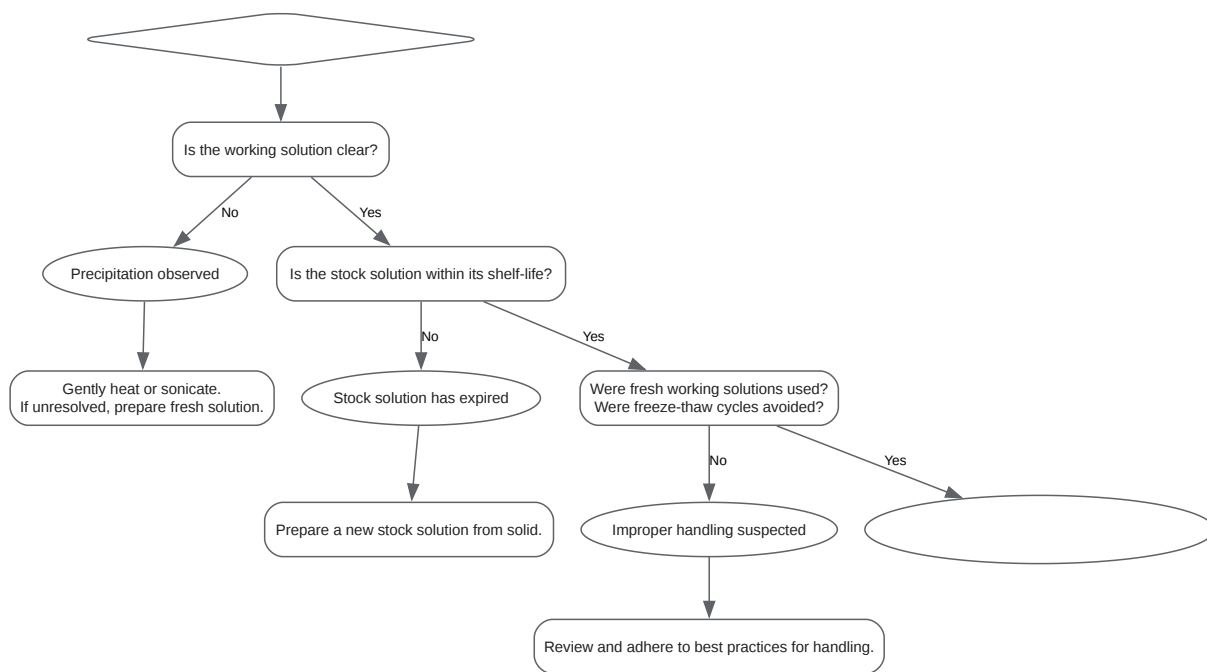 Is the working solution clear?
No
Yes
Precipitation observed
Is the stock solution within its shelf-life?
No
Yes
Gently heat or sonicate.
If unresolved, prepare fresh solution.
Stock solution has expired
Were fresh working solutions used?
Were freeze-thaw cycles avoided?
No
Yes
Prepare a new stock solution from solid.
Improper handling suspected
Review and adhere to best practices for handling.